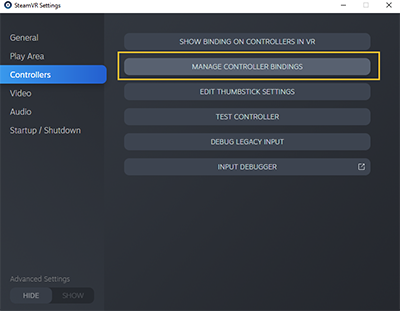 SteamVR Settings
General
Play Area
Controllers
Video
Audio
Startup / Shutdown
SHOW BINDING ON CONTROLLERS IN VR
MANAGE CONTROLLER BINDINGS
EDIT THUMBSTICK SETTINGS
TEST CONTROLLER
DEBUG LEGACY INPUT
INPUT DEBUGGER
Advanced Settings
HIDE SHOW